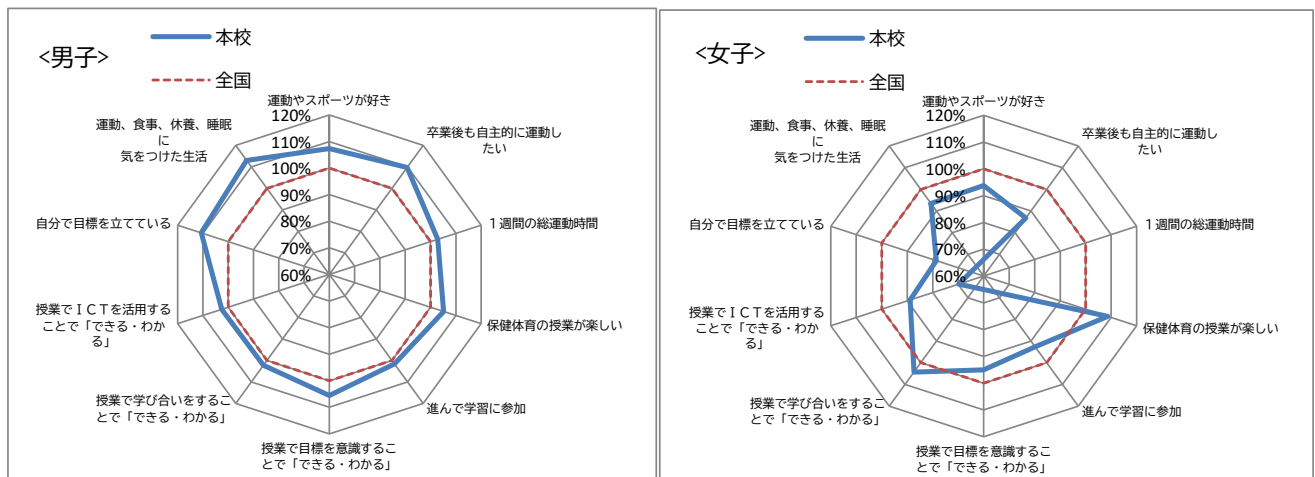 <男子>
本校
全国
運動やスポーツが好き
卒業後も自主的に運動し
たい
１週間の総運動時間
保健体育の授業が楽しい
進んで学習に参加
授業で目標を意識するこ
とで「できる・わかる」
授業で学び合いをするこ
とで「できる・わかる」
授業でＩＣＴを活用する
ことで「できる・わか
る」
自分で目標を立てている
運動、食事、休養、睡眠
に
気をつけた生活
120%
110%
100%
90%
80%
70%
60%
<女子>
本校
全国
運動やスポーツが好き
卒業後も自主的に運動し
たい
１週間の総運動時間
保健体育の授業が楽しい
進んで学習に参加
授業で目標を意識するこ
とで「できる・わかる」
授業で学び合いをするこ
とで「できる・わかる」
授業でＩＣＴを活用する
ことで「できる・わか
る」
自分で目標を立てている
運動、食事、休養、睡眠
に
気をつけた生活
120%
110%
100%
90%
80%
70%
60%